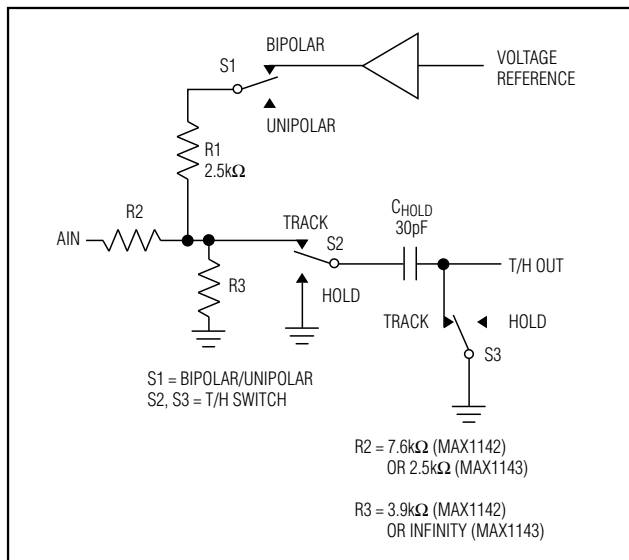 BIPOLAR
VOLTAGE
REFERENCE
S1
UNIPOLAR
R1
2.5kΩ
R2
AIN
TRACK
S2
CHOLD
30pF
T/H OUT
R3
HOLD
TRACK
HOLD
S3
S1 = BIPOLAR/UNIPOLAR
S2, S3 = T/H SWITCH
R2 = 7.6kΩ (MAX1142)
OR 2.5kΩ (MAX1143)
R3 = 3.9kΩ (MAX1142)
OR INFINITY (MAX1143)